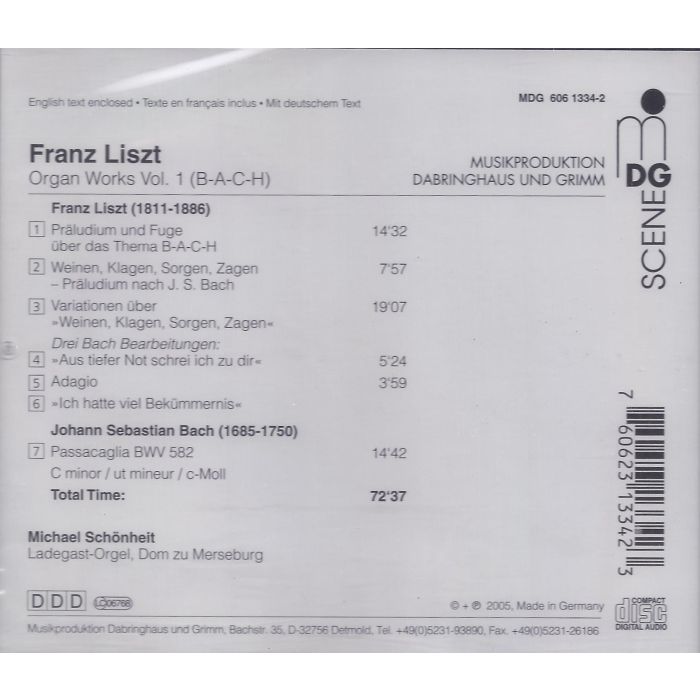 English text enclosed • Texte en français inclus • Mit deutschem Text
MDG 606 1334-2
Franz Liszt
Organ Works Vol. 1 (B-A-C-H)
MUSIKPRODUKTION
DABRINGHAUS UND GRIMM
mDG
SCENE
Franz Liszt (1811-1886)
1 Präludium und Fuge 14'32
über das Thema B-A-C-H
2 Weinen, Klagen, Sorgen, Zagen 7'57
– Präludium nach J. S. Bach
3 Variationen über 19'07
»Weinen, Klagen, Sorgen, Zagen«
Drei Bach Bearbeitungen:
4 »Aus tiefer Not schrei ich zu dir« 5'24
5 Adagio 3'59
6 »Ich hatte viel Bekümmernis«
Johann Sebastian Bach (1685-1750)
7 Passacaglia BWV 582 14'42
C minor / ut mineur / c-Moll
Total Time: 72'37
7 60623 13342 3
Michael Schönheit
Ladegast-Orgel, Dom zu Merseburg
DDD
LC06768
© + ℗ 2005, Made in Germany
COMPACT
disc
DIGITAL AUDIO
Musikproduktion Dabringhaus und Grimm, Bachstr. 35, D-32756 Detmold, Tel. +49(0)5231-93890, Fax. +49(0)5231-26186